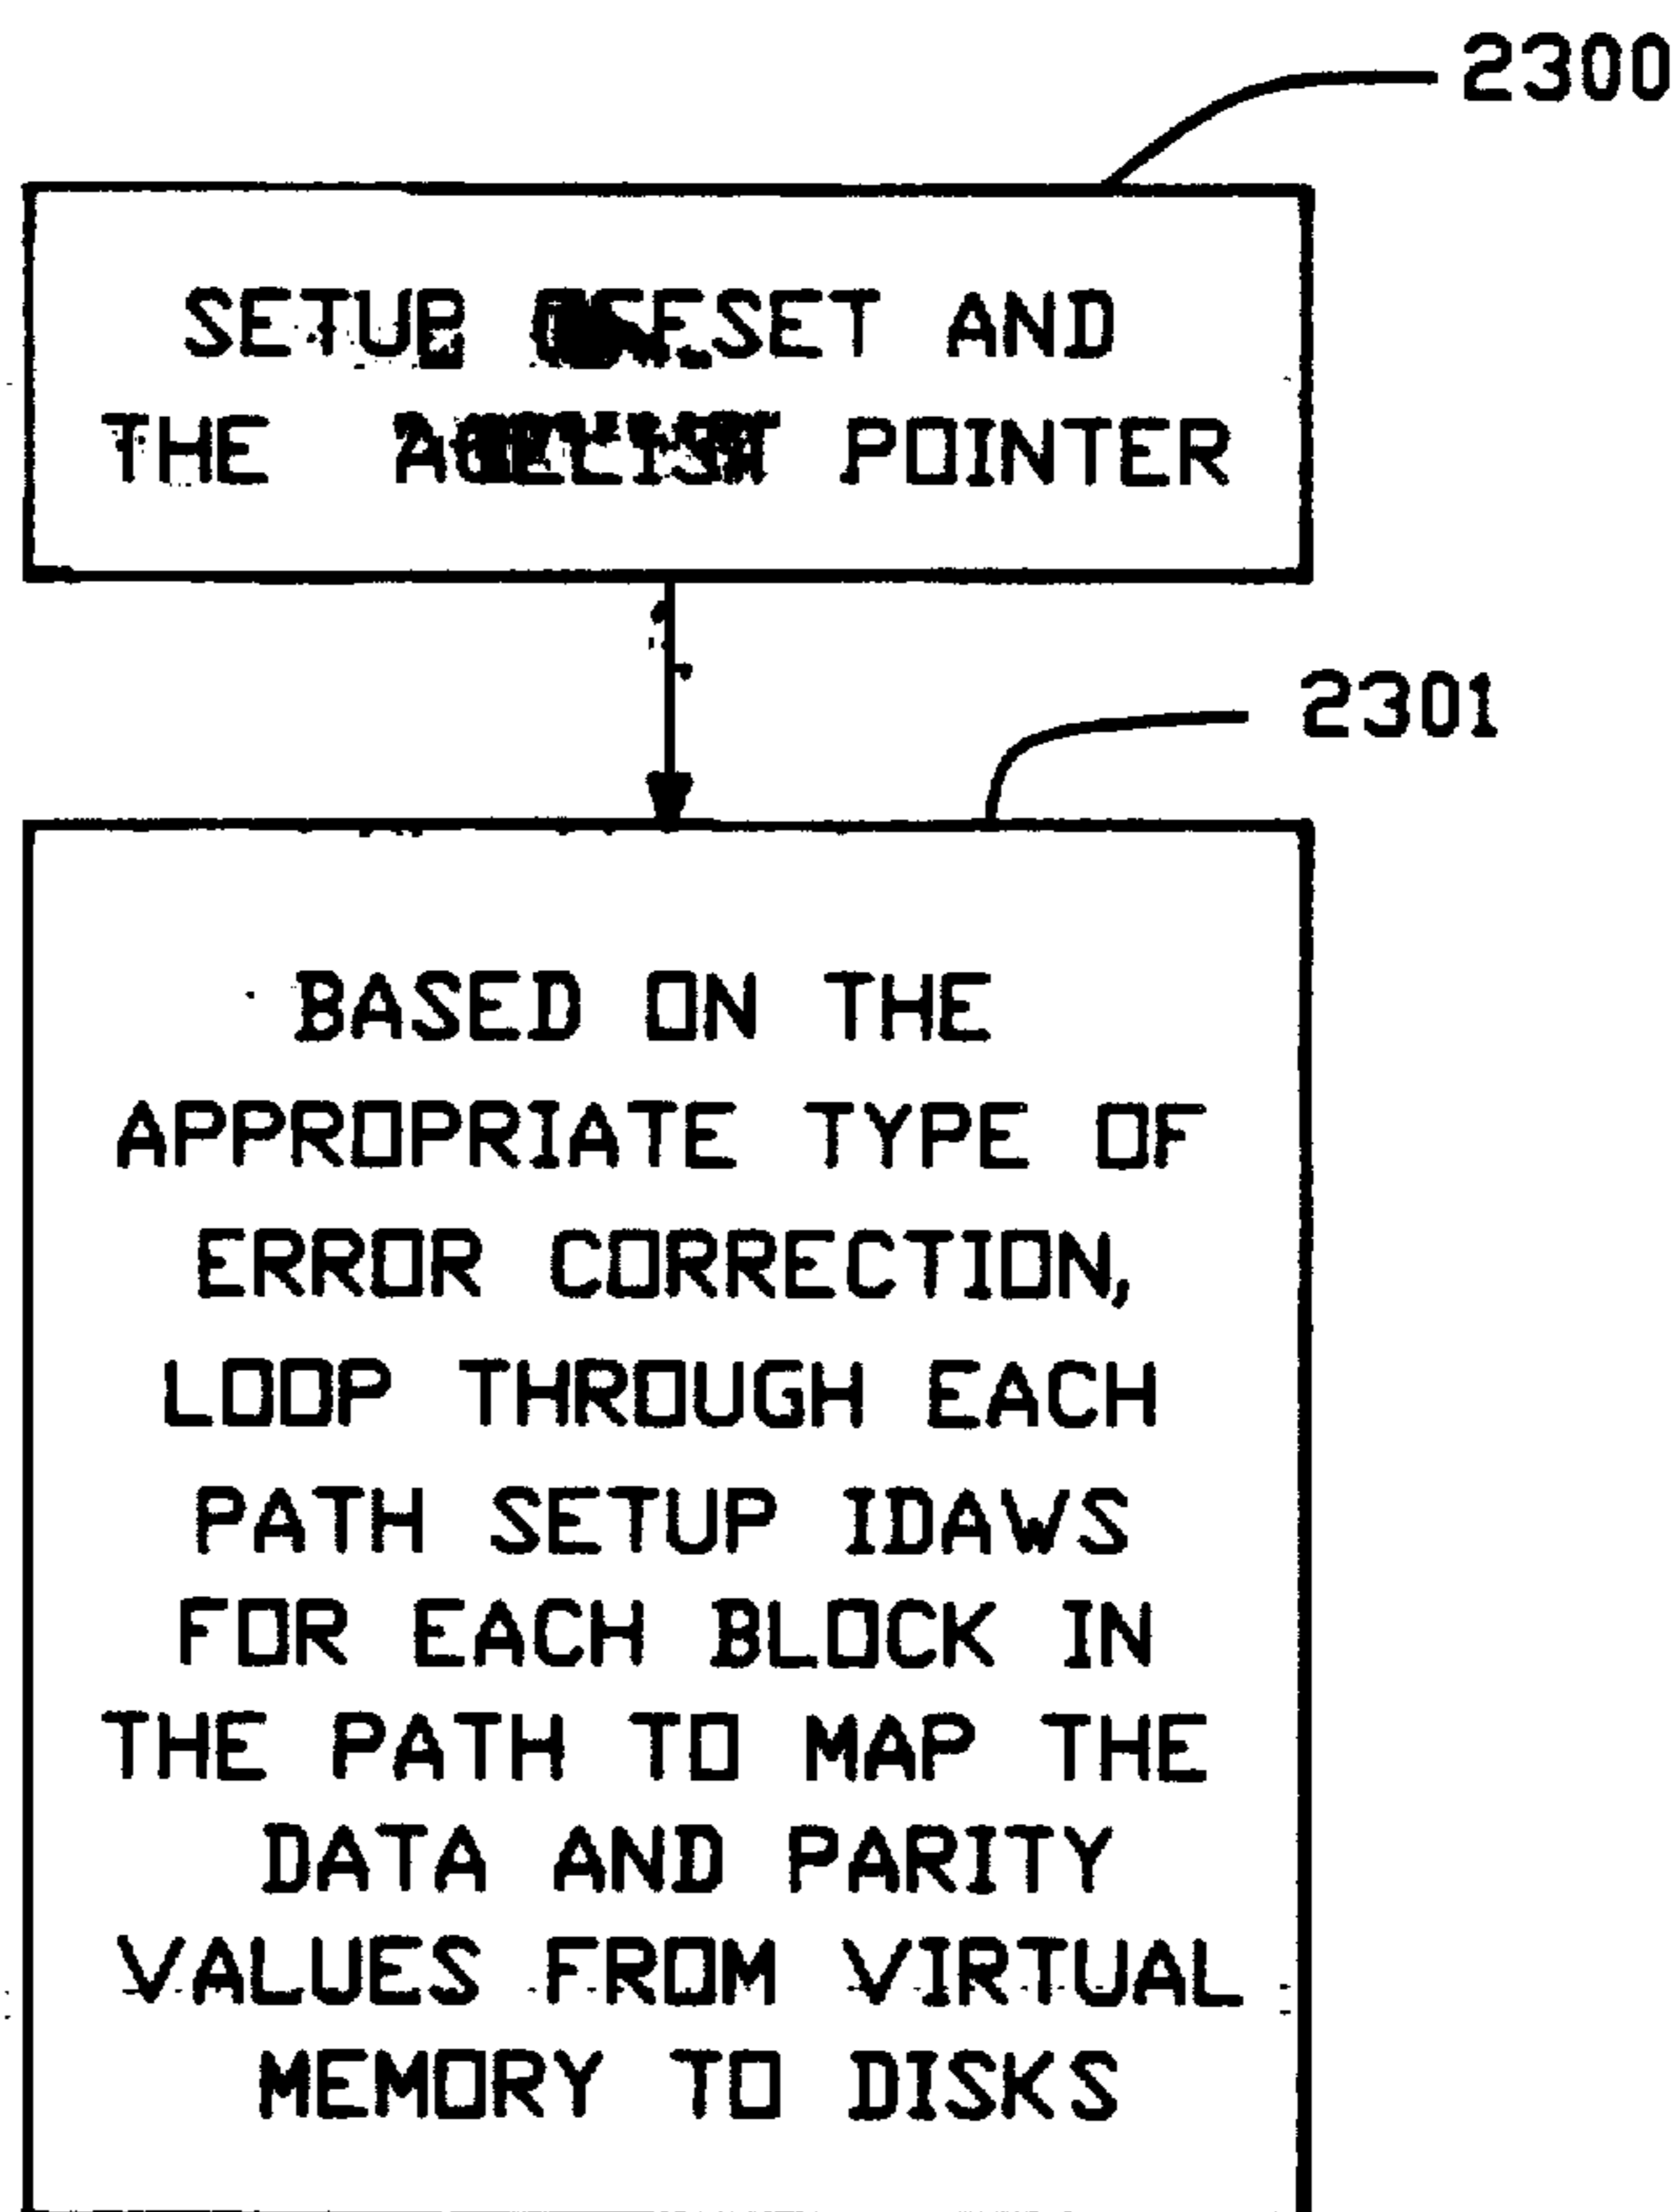 2300
SETUP OFFSET AND
THE POINTER
2301
BASED ON THE
APPROPRIATE TYPE OF
ERROR CORRECTION,
LOOP THROUGH EACH
PATH SETUP IDAWS
FOR EACH BLOCK IN
THE PATH TO MAP THE
DATA AND PARITY
VALUES FROM VIRTUAL
MEMORY TO DISKS